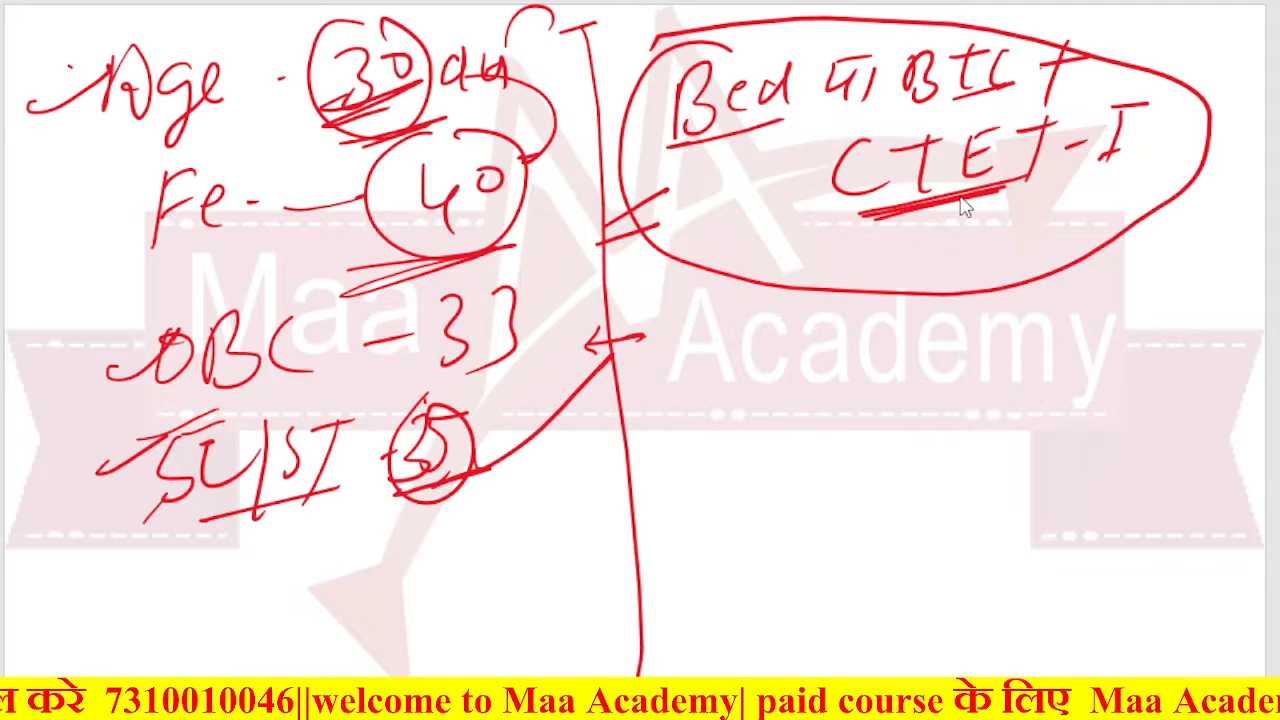 Age - 30
Fe. - 40
OBC - 33
SC/ST - 35
Bed या BTC +
CTET - I
Maa Academy
ल करे 7310010046||welcome to Maa Academy| paid course के लिए Maa Acade